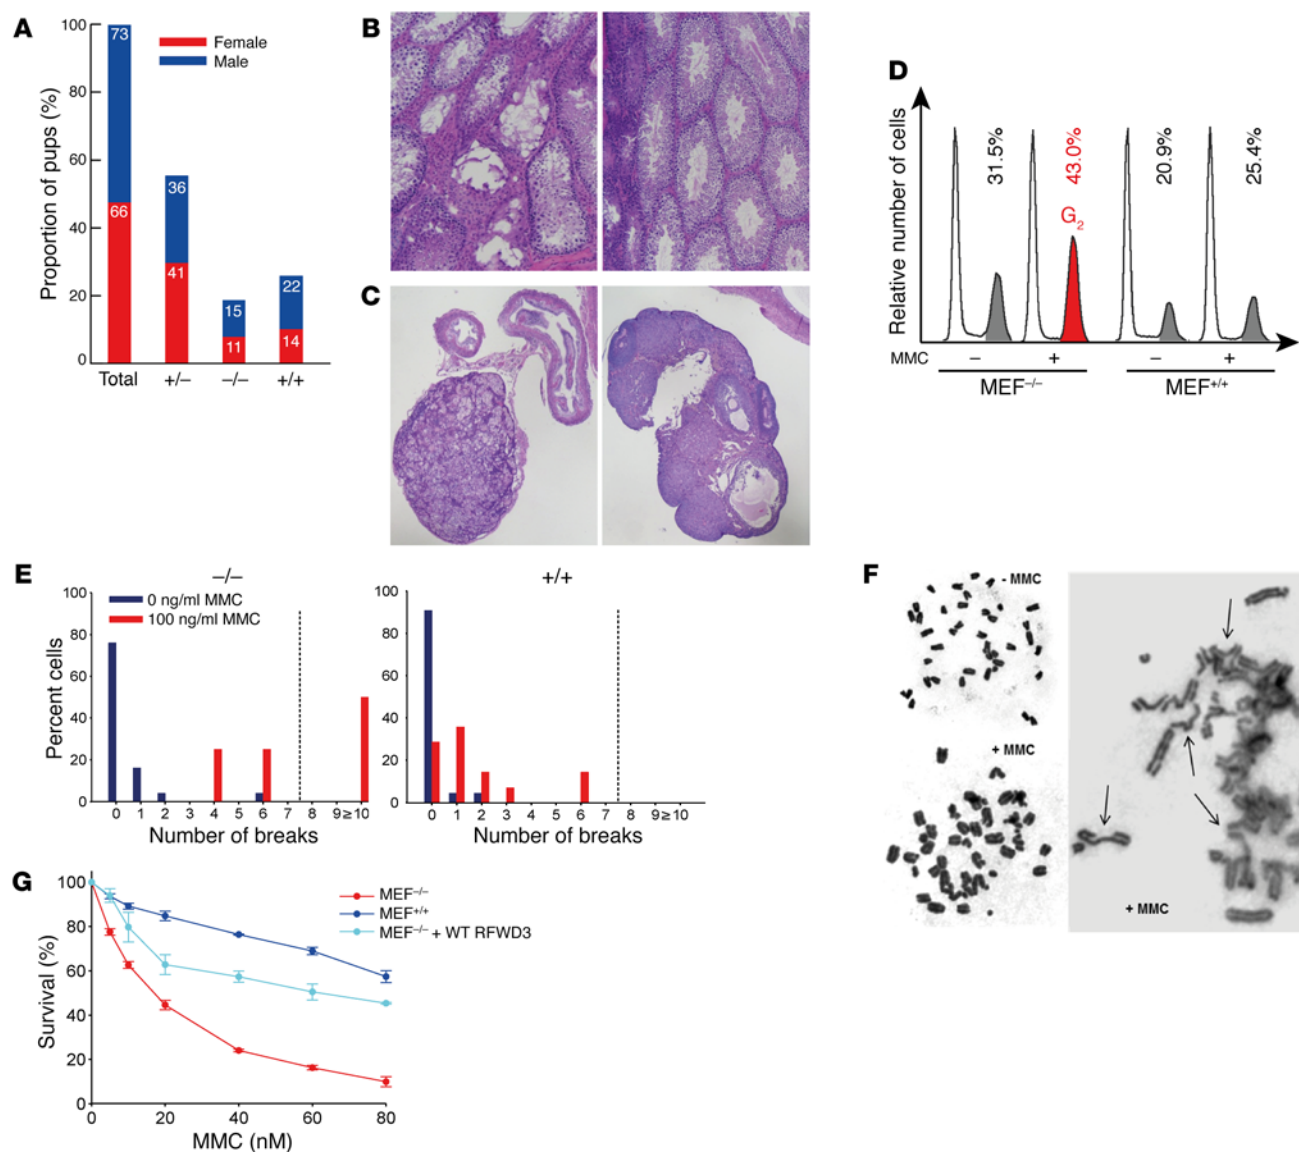 A
Proportion of pups (%)
100
80
60
40
20
0
Female
Male
73
66
36
41
15
11
22
14
Total +/– –/– +/+
B
C
D
Relative number of cells
31.5% 43.0% 20.9% 25.4%
G2
MMC – + – +
MEF–/– MEF+/+
E
–/– +/+
Percent cells
100
80
60
40
20
0
0 ng/ml MMC
100 ng/ml MMC
0 1 2 3 4 5 6 7 8 9 ≥10
Number of breaks
100
80
60
40
20
0
0 1 2 3 4 5 6 7 8 9 ≥10
Number of breaks
F
- MMC
+ MMC
+ MMC
G
Survival (%)
100
80
60
40
20
0
MEF–/–
MEF+/+
MEF–/– + WT RFWD3
0 20 40 60 80
MMC (nM)